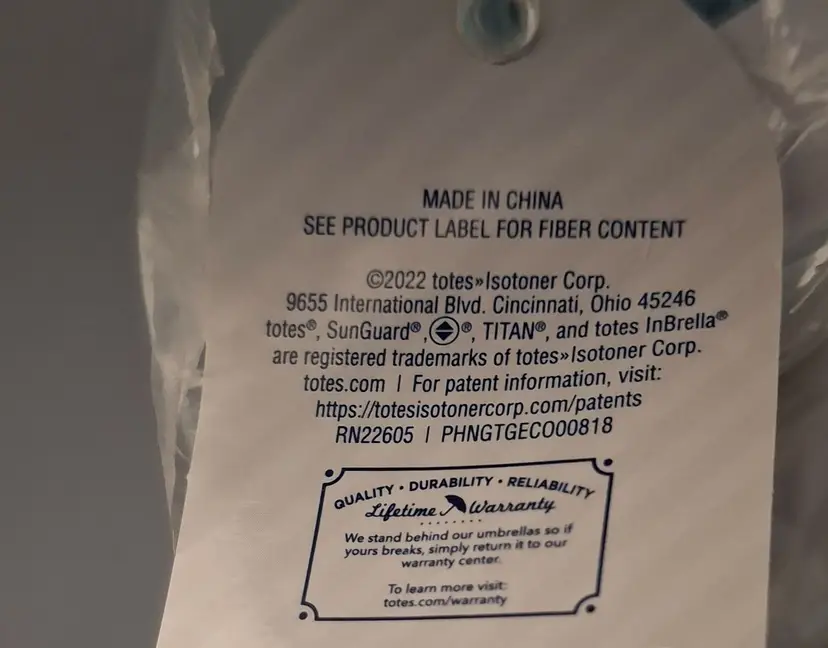 MADE IN CHINA
SEE PRODUCT LABEL FOR FIBER CONTENT
©2022 totes»Isotoner Corp.
9655 International Blvd. Cincinnati, Ohio 45246
totes®, SunGuard®, ®, TITAN®, and totes InBrella®
are registered trademarks of totes»Isotoner Corp.
totes.com | For patent information, visit:
https://totesisotonercorp.com/patents
RN22605 | PHNGTGECO00818
QUALITY • DURABILITY • RELIABILITY
Lifetime Warranty
We stand behind our umbrellas so if
yours breaks, simply return it to our
warranty center.
To learn more visit:
totes.com/warranty